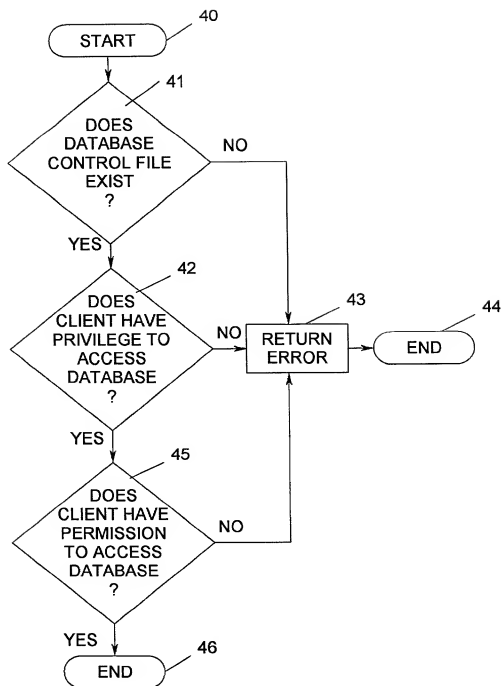 40
START
41
DOES
DATABASE
CONTROL FILE
EXIST
?
NO
YES
42
DOES
CLIENT HAVE
PRIVILEGE TO
ACCESS
DATABASE
?
NO
43
RETURN
ERROR
44
END
YES
45
DOES
CLIENT HAVE
PERMISSION
TO ACCESS
DATABASE
?
NO
YES
END
46